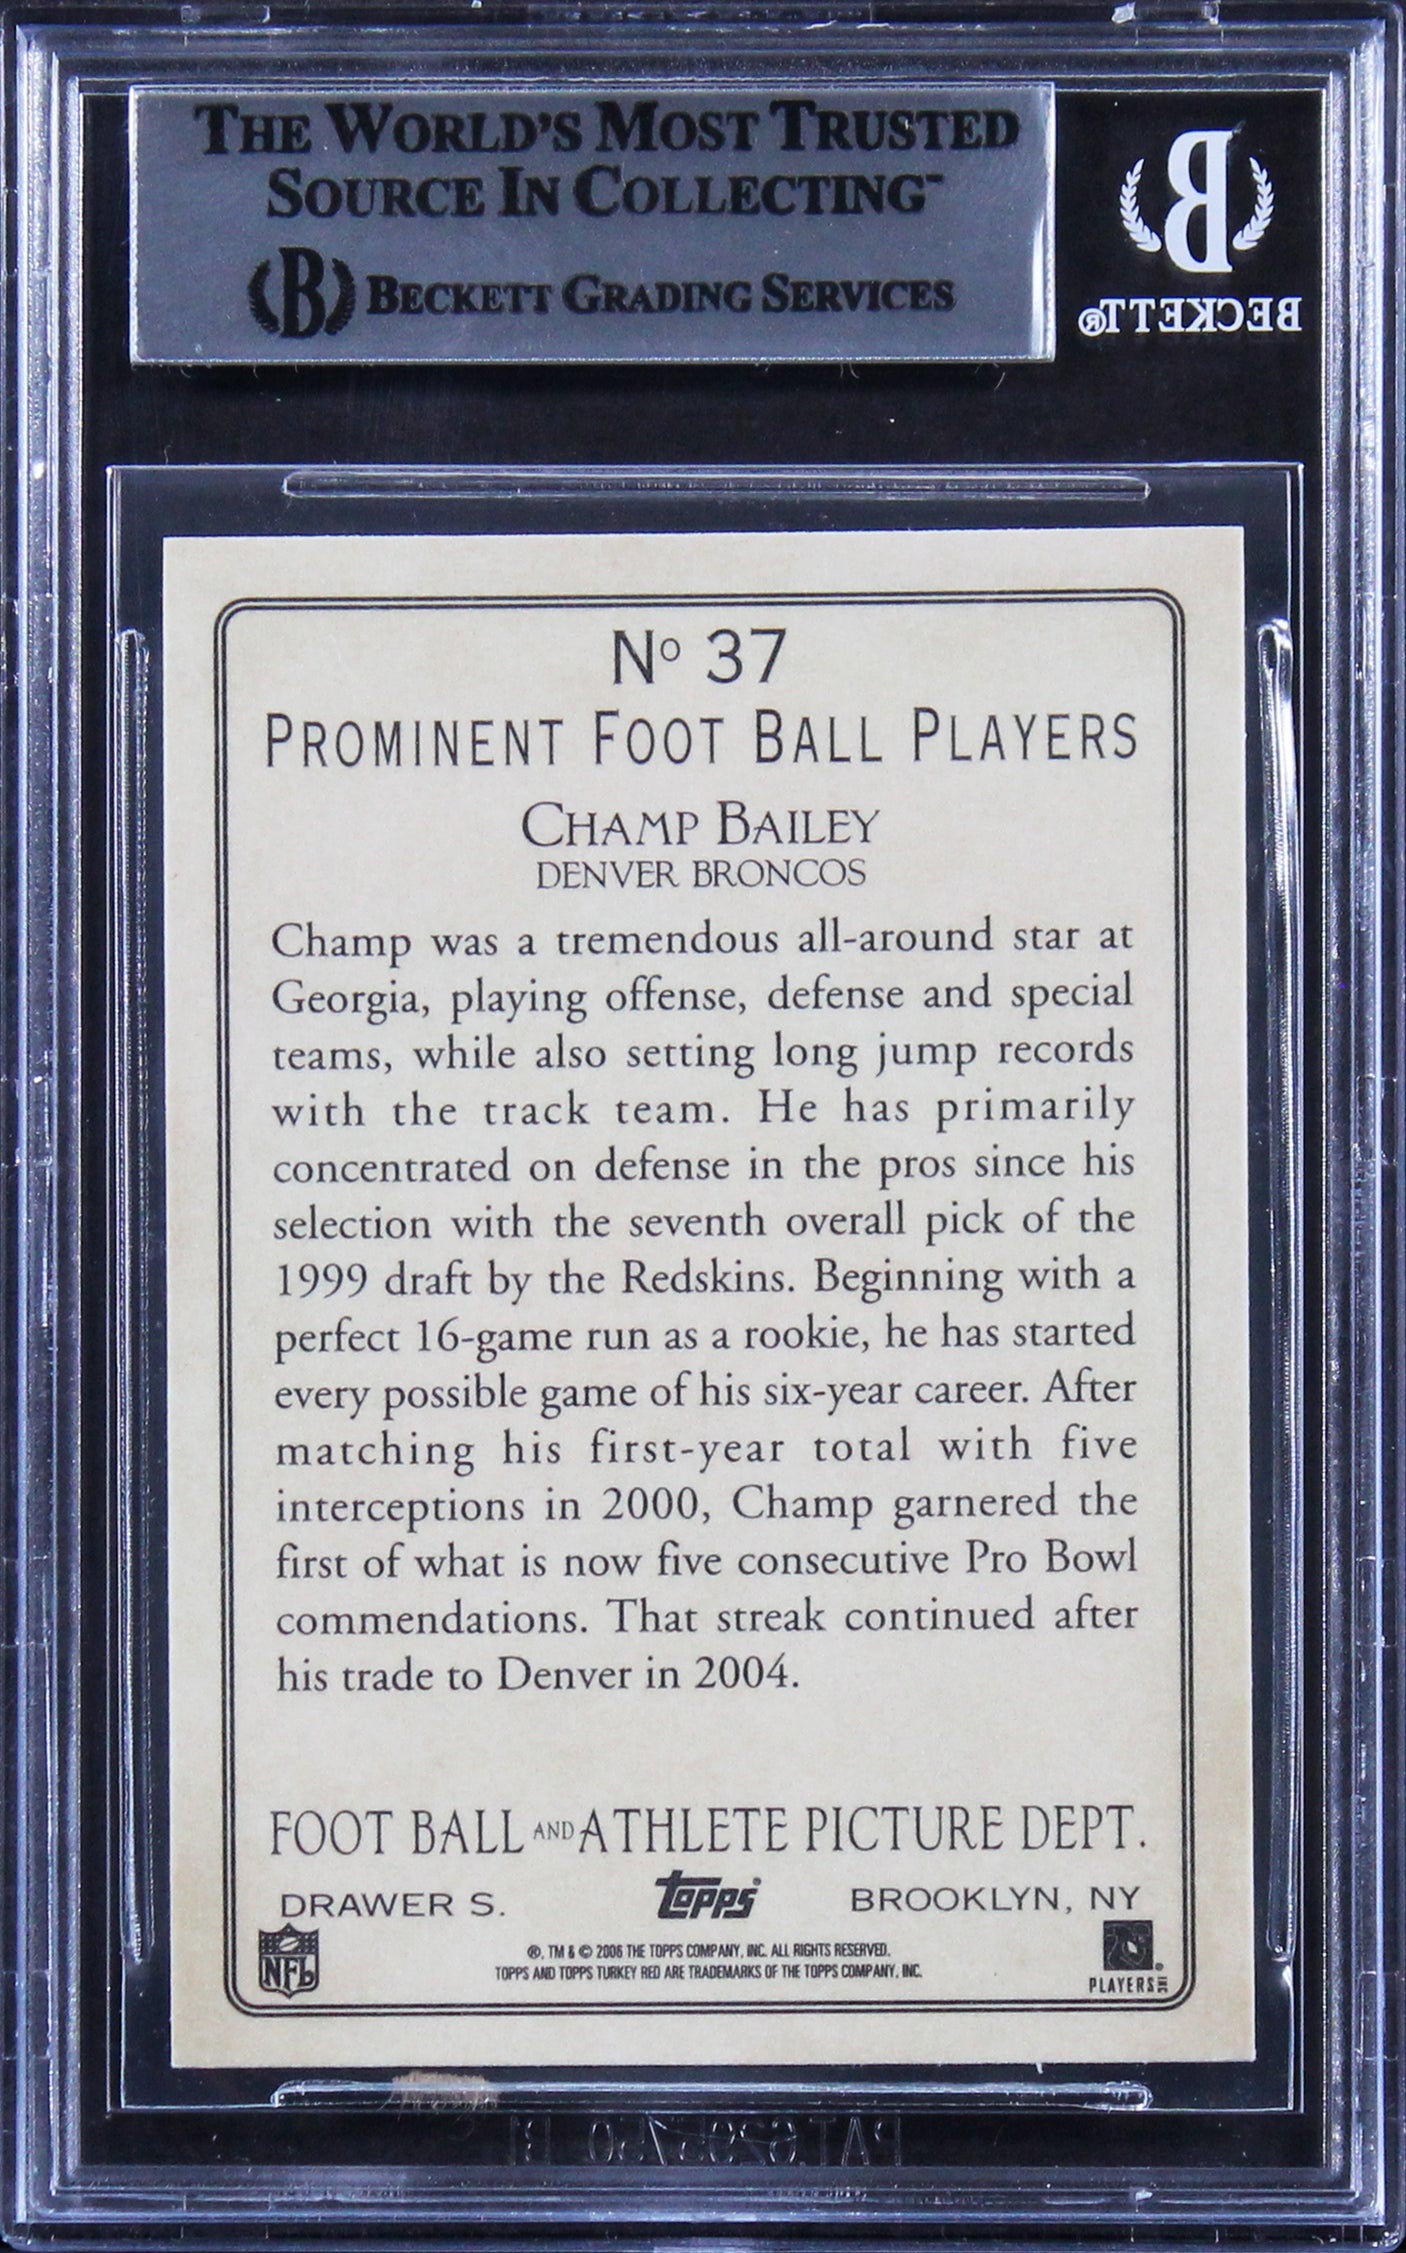 THE WORLD'S MOST TRUSTED
SOURCE IN COLLECTING™
B BECKETT GRADING SERVICES
B
BECKETT®
No 37
PROMINENT FOOT BALL PLAYERS
CHAMP BAILEY
DENVER BRONCOS
Champ was a tremendous all-around star at
Georgia, playing offense, defense and special
teams, while also setting long jump records
with the track team. He has primarily
concentrated on defense in the pros since his
selection with the seventh overall pick of the
1999 draft by the Redskins. Beginning with a
perfect 16-game run as a rookie, he has started
every possible game of his six-year career. After
matching his first-year total with five
interceptions in 2000, Champ garnered the
first of what is now five consecutive Pro Bowl
commendations. That streak continued after
his trade to Denver in 2004.
FOOT BALL AND ATHLETE PICTURE DEPT.
DRAWER S. Topps BROOKLYN, NY
NFL
®, TM & © 2006 THE TOPPS COMPANY, INC. ALL RIGHTS RESERVED.
TOPPS AND TOPPS TURKEY RED ARE TRADEMARKS OF THE TOPPS COMPANY, INC.
PLAYERS INC